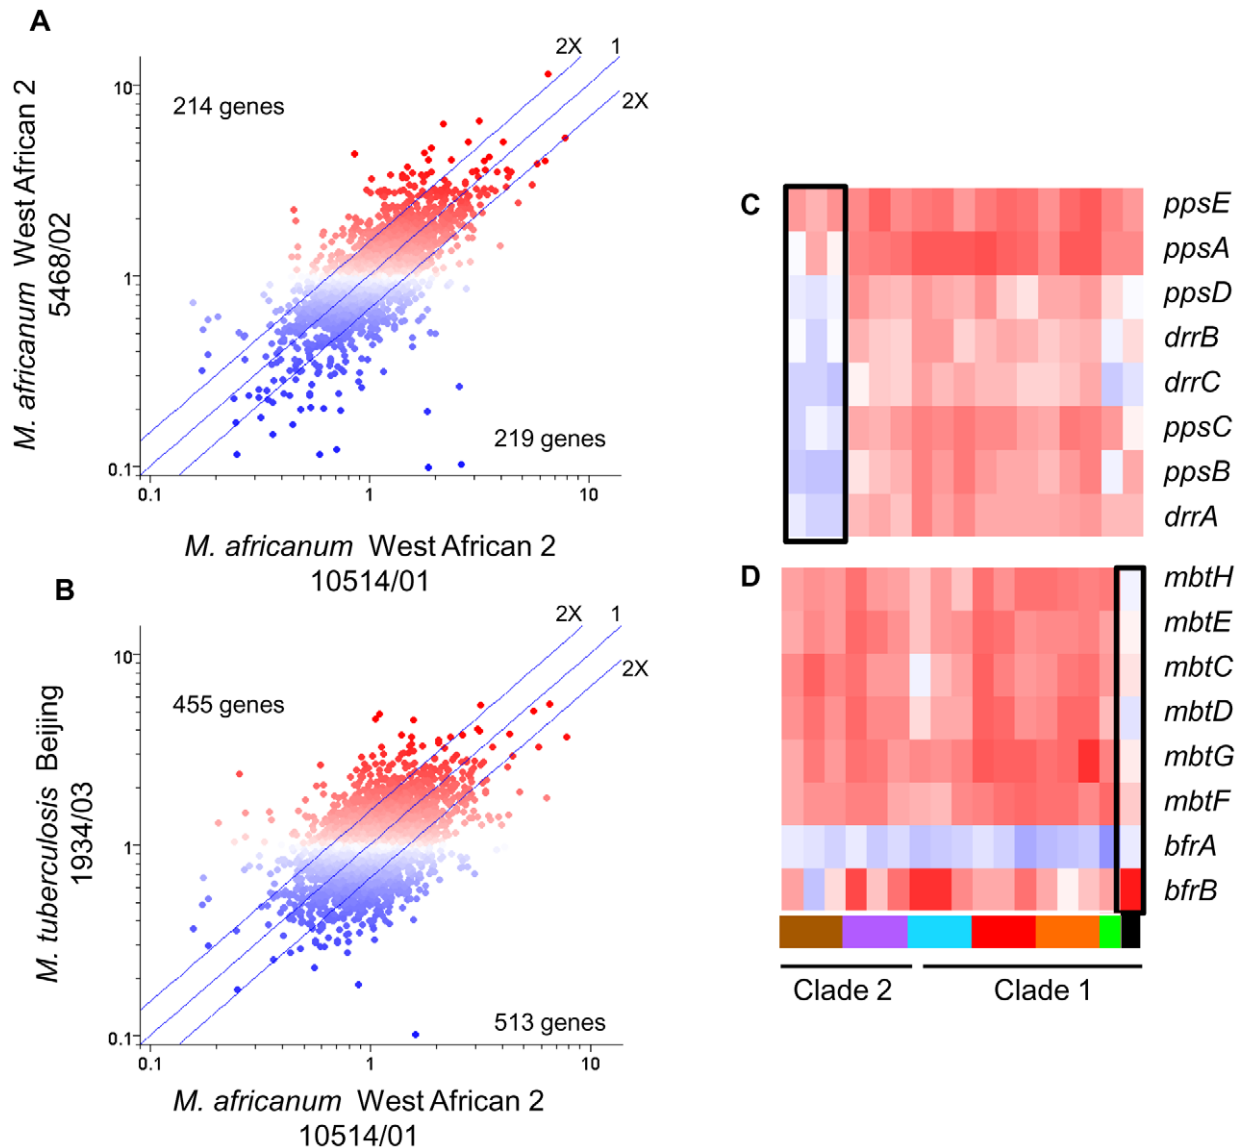 A
2X 1
2X
10
1
0.1
214 genes
219 genes
M. africanum West African 2
5468/02
0.1 1 10
M. africanum West African 2
10514/01
B
2X 1
2X
10
1
0.1
455 genes
513 genes
M. tuberculosis Beijing
1934/03
0.1 1 10
M. africanum West African 2
10514/01
C
ppsE
ppsA
ppsD
drrB
drrC
ppsC
ppsB
drrA
D
mbtH
mbtE
mbtC
mbtD
mbtG
mbtF
bfrA
bfrB
Clade 2 Clade 1